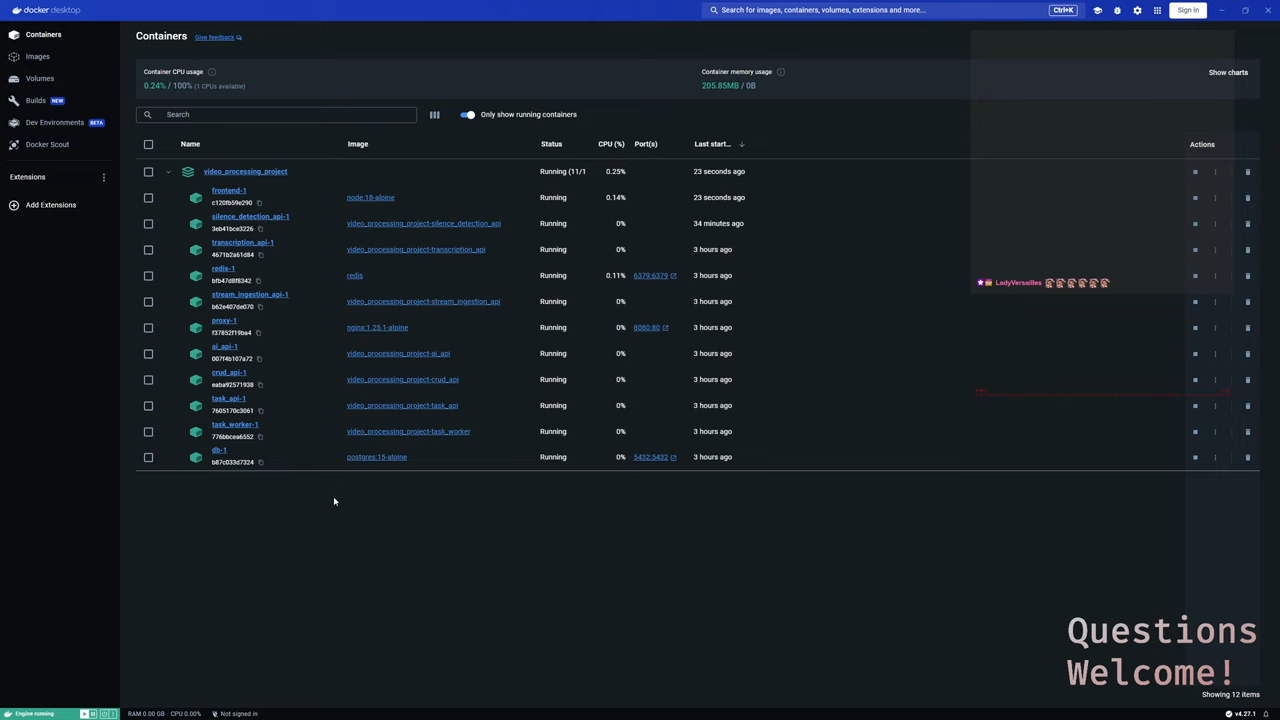 docker desktop
Search for images, containers, volumes, extensions and more... Ctrl+K Sign in
Containers
Images
Volumes
Builds NEW
Dev Environments BETA
Docker Scout
Extensions
Add Extensions
Containers Give feedback
Container CPU usage
0.24% / 100% (1 CPUs available)
Container memory usage
205.85MB / 0B
Show charts
Search
Only show running containers
Name Image Status CPU (%) Port(s) Last start... Actions
video_processing_project Running (11/1 0.25% 23 seconds ago
frontend-1
c120fb59e290
node:18-alpine Running 0.14% 23 seconds ago
silence_detection_api-1
3eb41bce3226
video_processing_project-silence_detection_api Running 0% 34 minutes ago
transcription_api-1
4671b2a61d84
video_processing_project-transcription_api Running 0% 3 hours ago
redis-1
bfb47d8f8342
redis Running 0.11% 6379:6379 3 hours ago
stream_ingestion_api-1
b62e407de070
video_processing_project-stream_ingestion_api Running 0% 3 hours ago
proxy-1
f37852f19ba4
nginx:1.25.1-alpine Running 0% 8080:80 3 hours ago
ai_api-1
007f4b107a72
video_processing_project-ai_api Running 0% 3 hours ago
crud_api-1
eaba92571938
video_processing_project-crud_api Running 0% 3 hours ago
task_api-1
7605170c3061
video_processing_project-task_api Running 0% 3 hours ago
task_worker-1
776bbcea6552
video_processing_project-task_worker Running 0% 3 hours ago
db-1
b87c033d7324
postgres:15-alpine Running 0% 5432:5432 3 hours ago
LadyVersailles
Questions
Welcome!
Showing 12 items
Engine running
RAM 0.00 GB CPU 0.00% Not signed in
v4.27.1